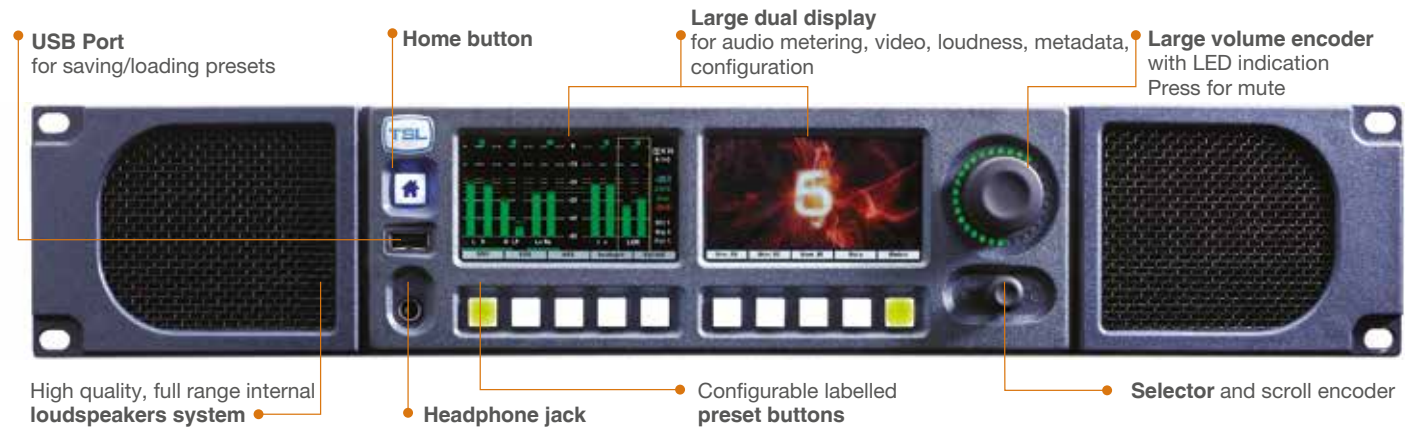 USB Port
for saving/loading presets
Home button
Large dual display
for audio metering, video, loudness, metadata,
configuration
Large volume encoder
with LED indication
Press for mute
TSL
5
High quality, full range internal
loudspeakers system
Headphone jack
Configurable labelled
preset buttons
Selector and scroll encoder